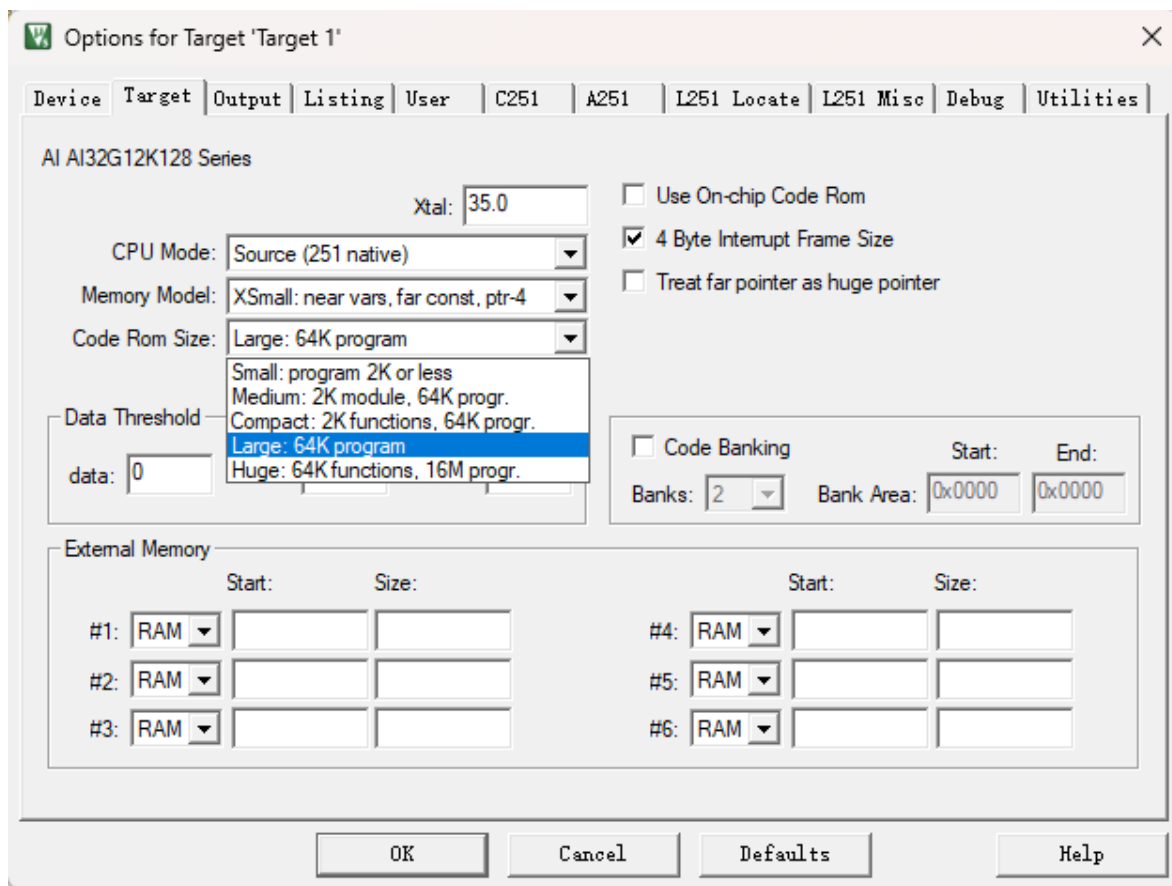 Options for Target 'Target 1'
Device Target Output Listing User C251 A251 L251 Locate L251 Misc Debug Utilities
AI AI32G12K128 Series
Xtal: 35.0
Use On-chip Code Rom
CPU Mode: Source (251 native)
4 Byte Interrupt Frame Size
Memory Model: XSmall: near vars, far const, ptr-4
Treat far pointer as huge pointer
Code Rom Size: Large: 64K program
Small: program 2K or less
Medium: 2K module, 64K progr.
Compact: 2K functions, 64K progr.
Large: 64K program
Huge: 64K functions, 16M progr.
Data Threshold
data: 0
Code Banking Start: End:
Banks: 2 Bank Area: 0x0000 0x0000
External Memory
Start: Size: Start: Size:
#1: RAM #4: RAM
#2: RAM #5: RAM
#3: RAM #6: RAM
OK Cancel Defaults Help